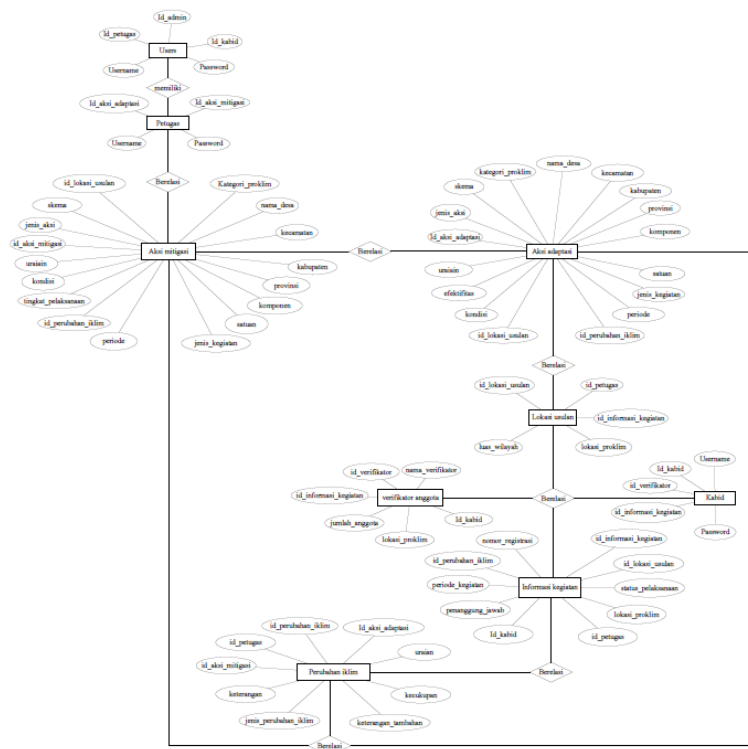 Id_admin
Id_petugas
Id_kabid
Users
Username
Password
memiliki
Id_aksi_adaptasi
Id_aksi_mitigasi
Petugas
Username
Password
Berelasi
id_lokasi_usulan
Kategori_proklim
skema
nama_desa
jenis_aksi
kecamatan
id_aksi_mitigasi
Aksi mitigasi
uraiain
kabupaten
kondisi
provinsi
tingkat_pelaksanaan
komponen
id_perubahan_iklim
satuan
periode
jenis_kegiatan
Berelasi
nama_desa
kategori_proklim
kecamatan
skema
kabupaten
jenis_aksi
provinsi
Id_aksi_adaptasi
komponen
Aksi adaptasi
uraiain
satuan
efektifitas
jenis_kegiatan
kondisi
periode
id_lokasi_usulan
id_perubahan_iklim
Berelasi
id_lokasi_usulan
id_petugas
Lokasi usulan
id_informasi_kegiatan
luas_wilayah
lokasi_proklim
id_verifikator
nama_verifikator
id_informasi_kegiatan
verifikator anggota
jumlah_anggota
Id_kabid
lokasi_proklim
Berelasi
Username
Id_kabid
id_verifikator
Kabid
id_informasi_kegiatan
Password
nomor_registrasi
id_informasi_kegiatan
id_perubahan_iklim
id_lokasi_usulan
periode_kegiatan
Informasi kegiatan
status_pelaksanaan
penanggung_jawab
lokasi_proklim
Id_kabid
id_petugas
Berelasi
id_perubahan_iklim
Id_aksi_adaptasi
id_petugas
uraian
id_aksi_mitigasi
Perubahan iklim
keterangan
kecukupan
jenis_perubahan_iklim
keterangan_tambahan
Berelasi